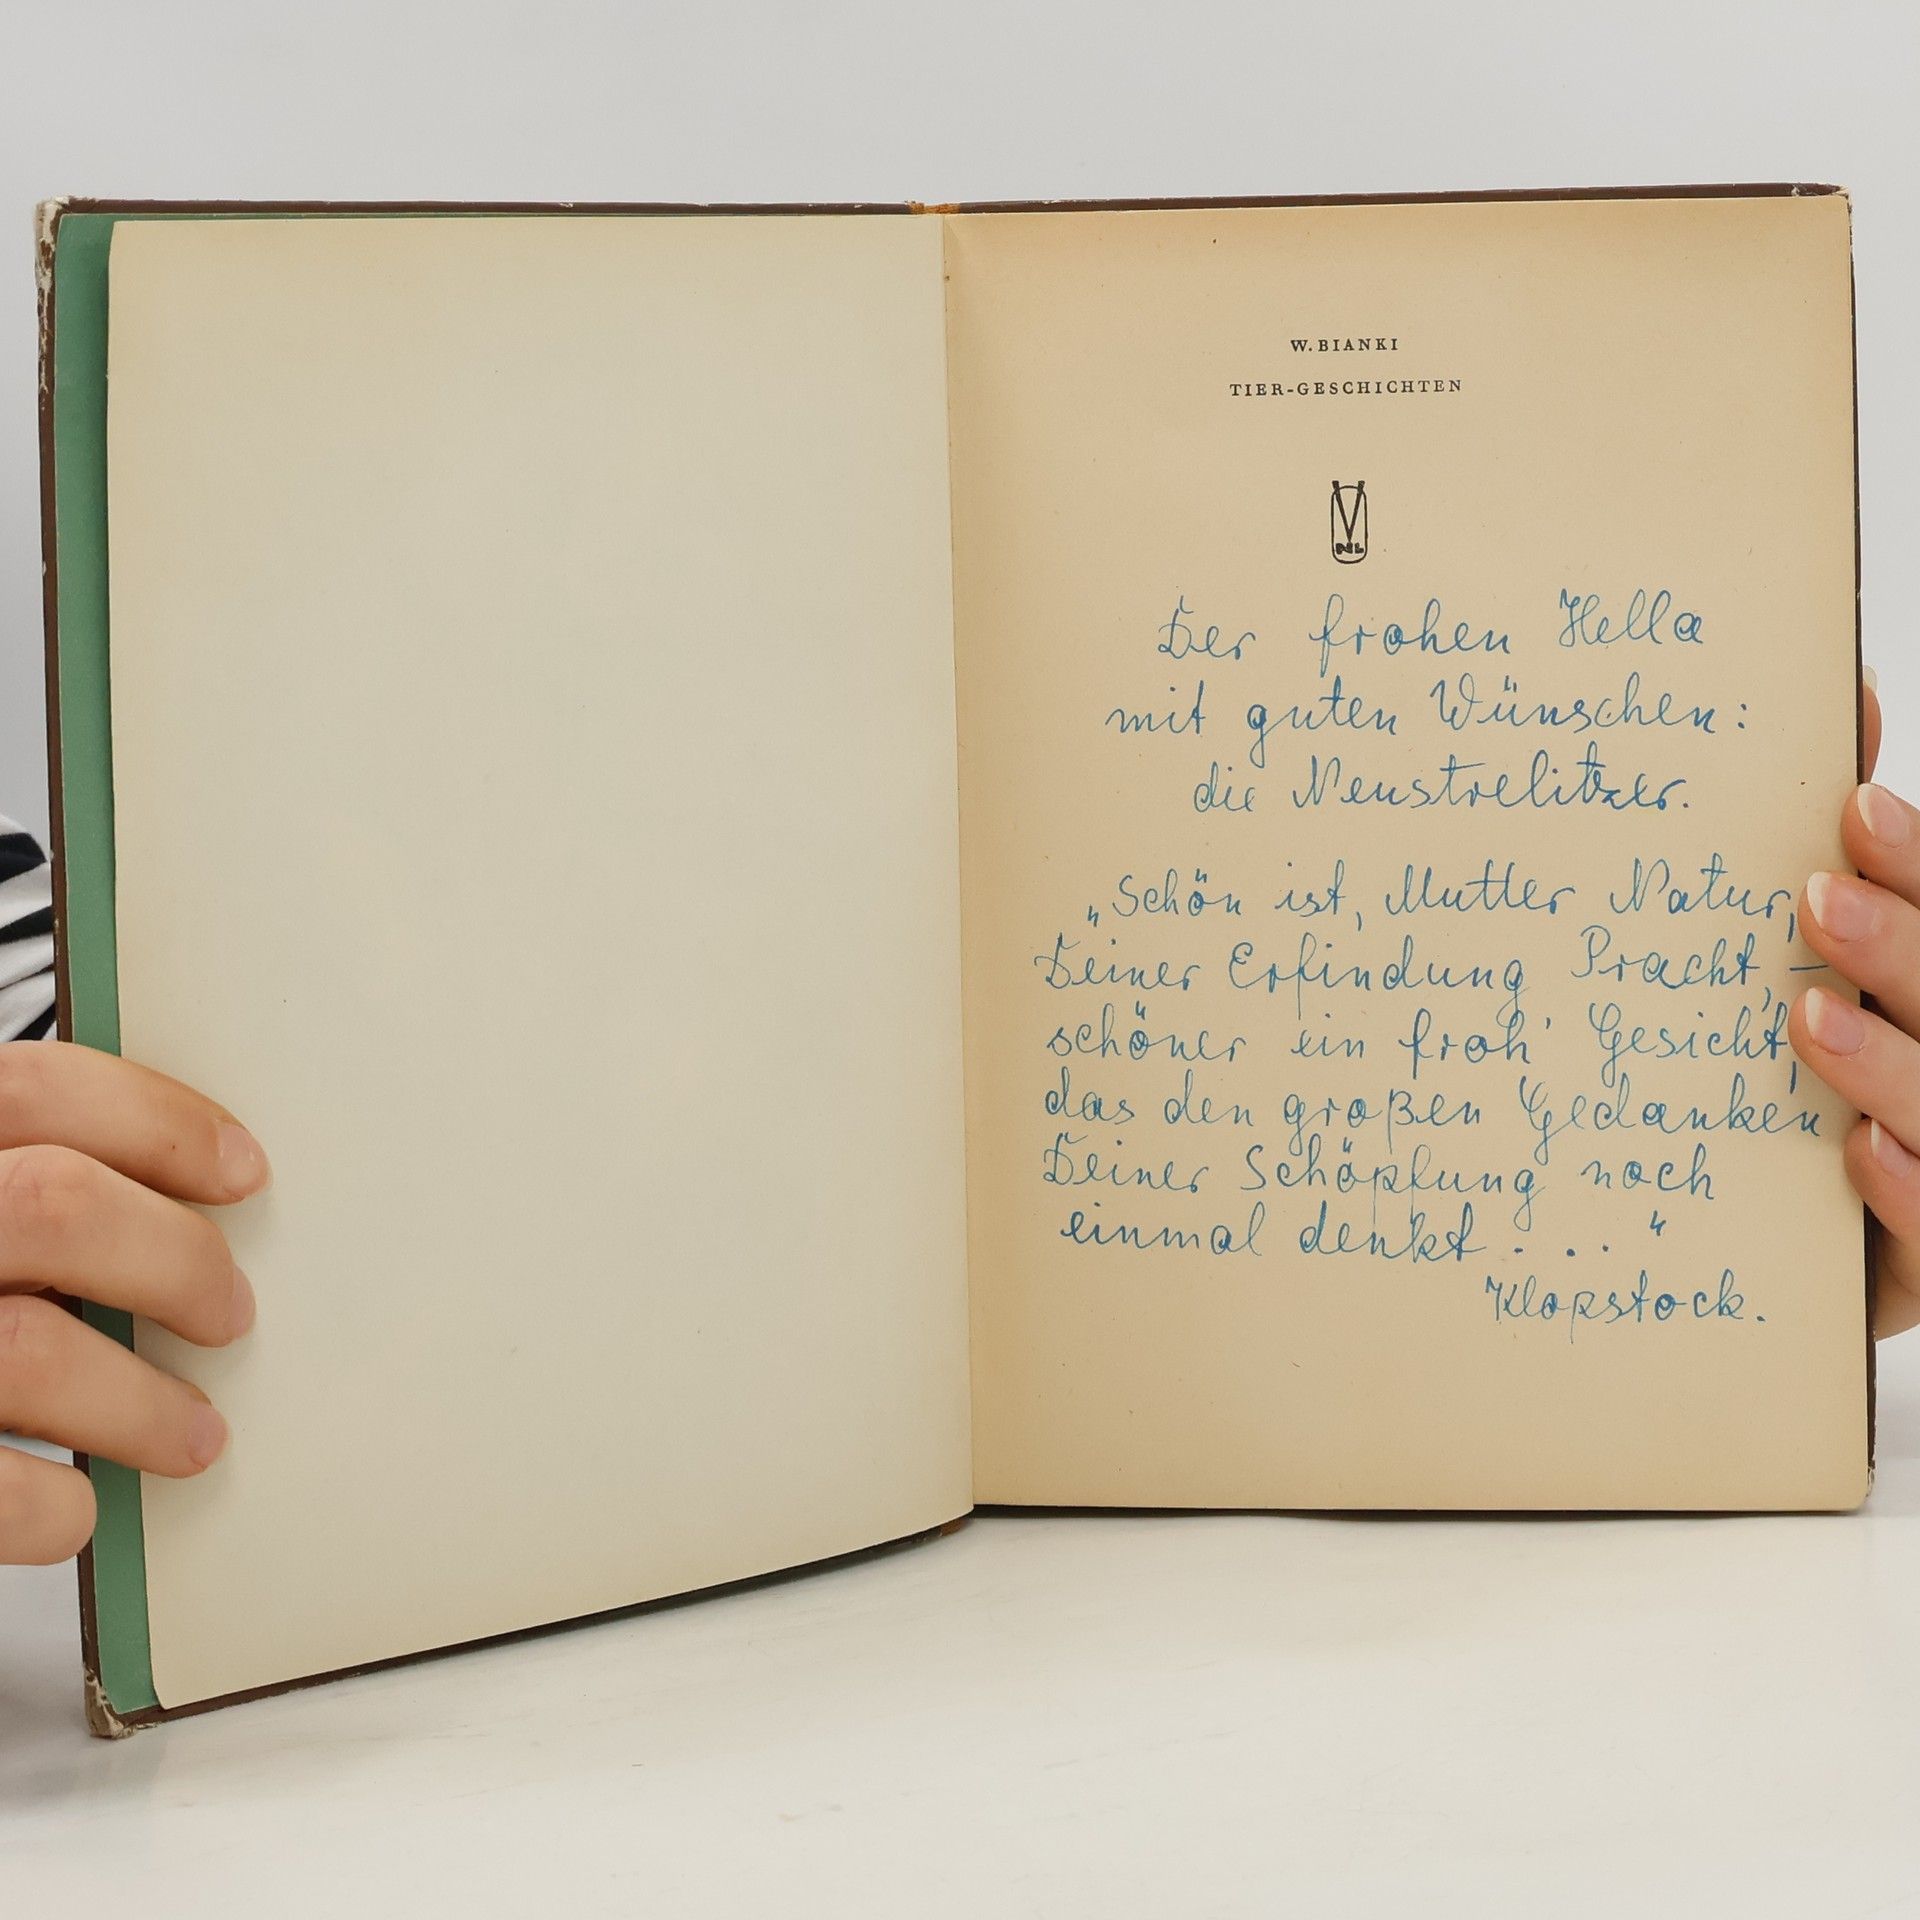 W. BIANKI
TIER-GESCHICHTEN
V
NL
Der frohen Hella
mit guten Wünschen:
die Neustrelitzer.
„Schön ist, Mutter Natur,
Deiner Erfindung Pracht, –
schöner ein froh' Gesicht,
das den großen Gedanken
Deiner Schöpfung noch
einmal denkt . . . “
Klopstock.